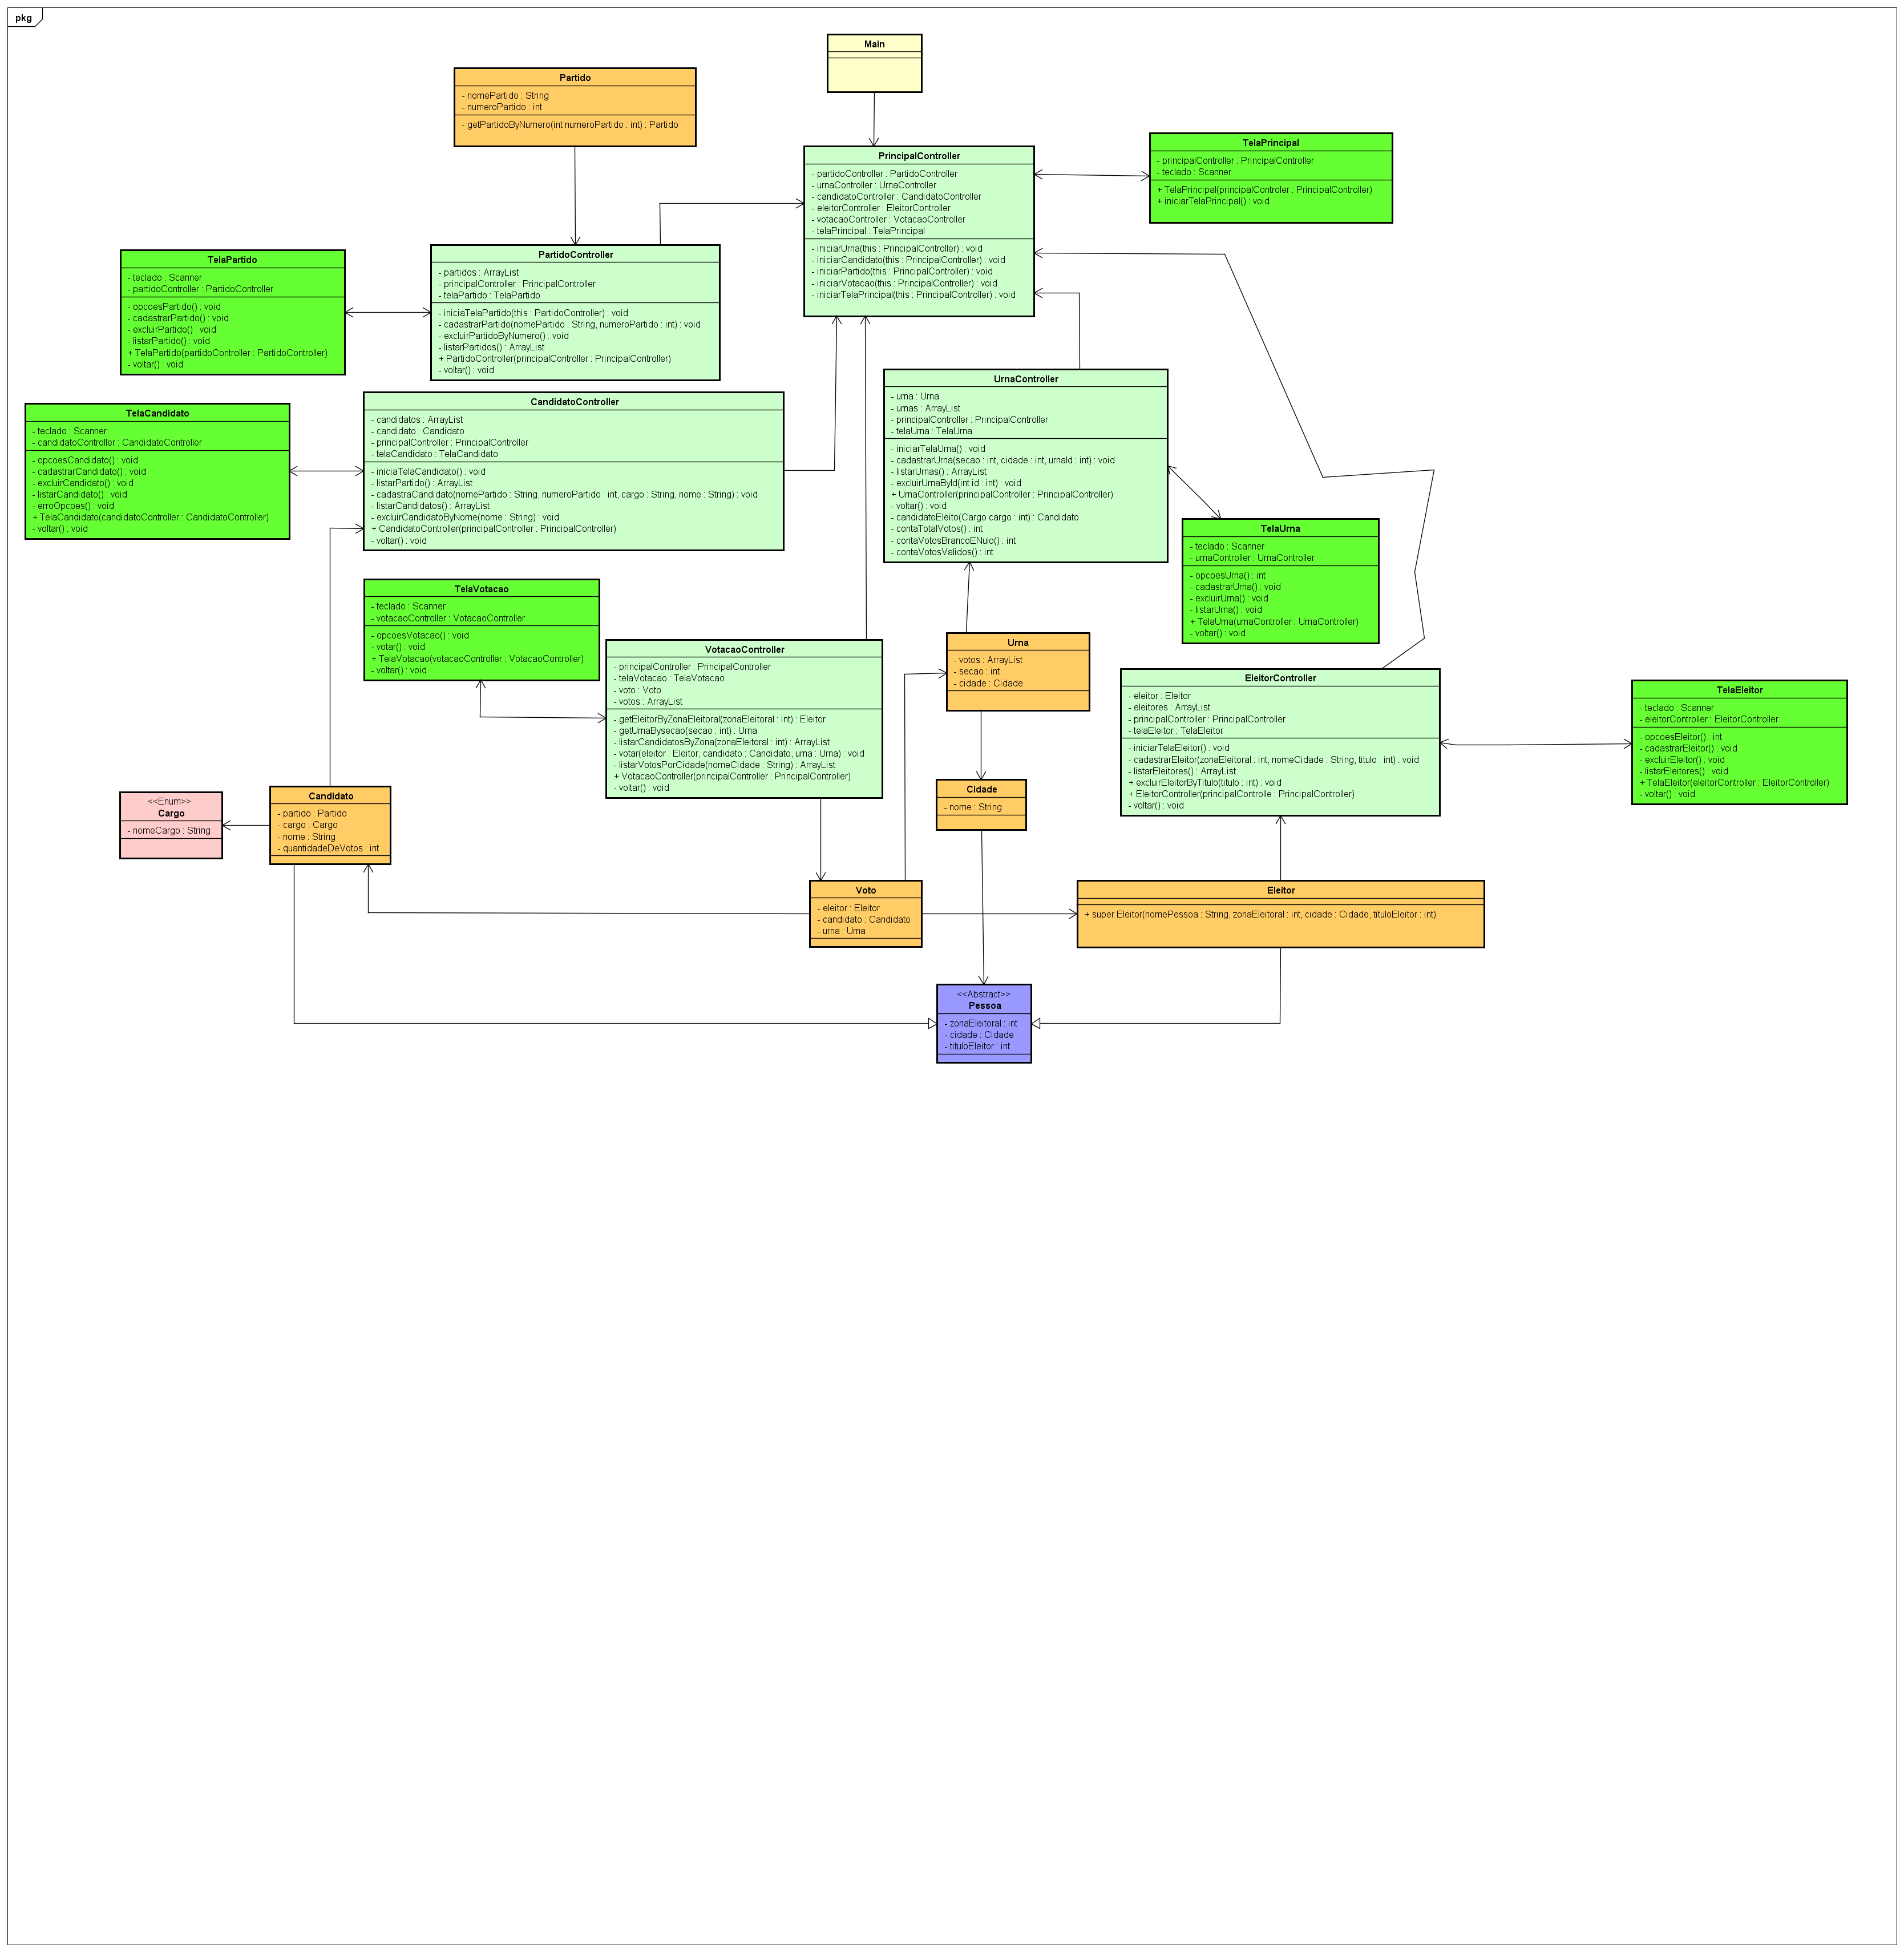 pkg
Main
Partido
- nomePartido : String
- numeroPartido : int
- getPartidoByNumero(int numeroPartido : int) : Partido
PrincipalController
- partidoController : PartidoController
- urnaController : UrnaController
- candidatoController : CandidatoController
- eleitorController : EleitorController
- votacaoController : VotacaoController
- telaPrincipal : TelaPrincipal
- iniciarUrna(this : PrincipalController) : void
- iniciarCandidato(this : PrincipalController) : void
- iniciarPartido(this : PrincipalController) : void
- iniciarVotacao(this : PrincipalController) : void
- iniciarTelaPrincipal(this : PrincipalController) : void
TelaPrincipal
- principalController : PrincipalController
- teclado : Scanner
+ TelaPrincipal(principalControler : PrincipalController)
+ iniciarTelaPrincipal() : void
TelaPartido
- teclado : Scanner
- partidoController : PartidoController
- opcoesPartido() : void
- cadastrarPartido() : void
- excluirPartido() : void
- listarPartido() : void
+ TelaPartido(partidoController : PartidoController)
- voltar() : void
PartidoController
- partidos : ArrayList
- principalController : PrincipalController
- telaPartido : TelaPartido
- iniciaTelaPartido(this : PartidoController) : void
- cadastrarPartido(nomePartido : String, numeroPartido : int) : void
- excluirPartidoByNumero() : void
- listarPartidos() : ArrayList
+ PartidoController(principalController : PrincipalController)
- voltar() : void
TelaCandidato
- teclado : Scanner
- candidatoController : CandidatoController
- opcoesCandidato() : void
- cadastrarCandidato() : void
- excluirCandidato() : void
- listarCandidato() : void
- erroOpcoes() : void
+ TelaCandidato(candidatoController : CandidatoController)
- voltar() : void
CandidatoController
- candidatos : ArrayList
- candidato : Candidato
- principalController : PrincipalController
- telaCandidato : TelaCandidato
- iniciaTelaCandidato() : void
- listarPartido() : ArrayList
- cadastraCandidato(nomePartido : String, numeroPartido : int, cargo : String, nome : String) : void
- listarCandidatos() : ArrayList
- excluirCandidatoByNome(nome : String) : void
+ CandidatoController(principalController : PrincipalController)
- voltar() : void
UrnaController
- urna : Urna
- urnas : ArrayList
- principalController : PrincipalController
- telaUrna : TelaUrna
- iniciarTelaUrna() : void
- cadastrarUrna(secao : int, cidade : int, urnaId : int) : void
- listarUrnas() : ArrayList
- excluirUrnaById(int id : int) : void
+ UrnaController(principalController : PrincipalController)
- voltar() : void
- candidatoEleito(Cargo cargo : int) : Candidato
- contaTotalVotos() : int
- contaVotosBrancoENulo() : int
- contaVotosValidos() : int
TelaUrna
- teclado : Scanner
- urnaController : UrnaController
- opcoesUrna() : int
- cadastrarUrna() : void
- excluirUrna() : void
- listarUrna() : void
+ TelaUrna(urnaController : UrnaController)
- voltar() : void
TelaVotacao
- teclado : Scanner
- votacaoController : VotacaoController
- opcoesVotacao() : void
- votar() : void
+ TelaVotacao(votacaoController : VotacaoController)
- voltar() : void
VotacaoController
- principalController : PrincipalController
- telaVotacao : TelaVotacao
- voto : Voto
- votos : ArrayList
- getEleitorByZonaEleitoral(zonaEleitoral : int) : Eleitor
- getUrnaBysecao(secao : int) : Urna
- listarCandidatosByZona(zonaEleitoral : int) : ArrayList
- votar(eleitor : Eleitor, candidato : Candidato, urna : Urna) : void
- listarVotosPorCidade(nomeCidade : String) : ArrayList
+ VotacaoController(principalController : PrincipalController)
- voltar() : void
Urna
- votos : ArrayList
- secao : int
- cidade : Cidade
EleitorController
- eleitor : Eleitor
- eleitores : ArrayList
- principalController : PrincipalController
- telaEleitor : TelaEleitor
- iniciarTelaEleitor() : void
- cadastrarEleitor(zonaEleitoral : int, nomeCidade : String, titulo : int) : void
- listarEleitores() : ArrayList
+ excluirEleitorByTitulo(titulo : int) : void
+ EleitorController(principalControlle : PrincipalController)
- voltar() : void
TelaEleitor
- teclado : Scanner
- eleitorController : EleitorController
- opcoesEleitor() : int
- cadastrarEleitor() : void
- excluirEleitor() : void
- listarEleitores() : void
+ TelaEleitor(eleitorController : EleitorController)
- voltar() : void
<<Enum>>
Cargo
- nomeCargo : String
Candidato
- partido : Partido
- cargo : Cargo
- nome : String
- quantidadeDeVotos : int
Cidade
- nome : String
Voto
- eleitor : Eleitor
- candidato : Candidato
- urna : Urna
Eleitor
+ super Eleitor(nomePessoa : String, zonaEleitoral : int, cidade : Cidade, tituloEleitor : int)
<<Abstract>>
Pessoa
- zonaEleitoral : int
- cidade : Cidade
- tituloEleitor : int